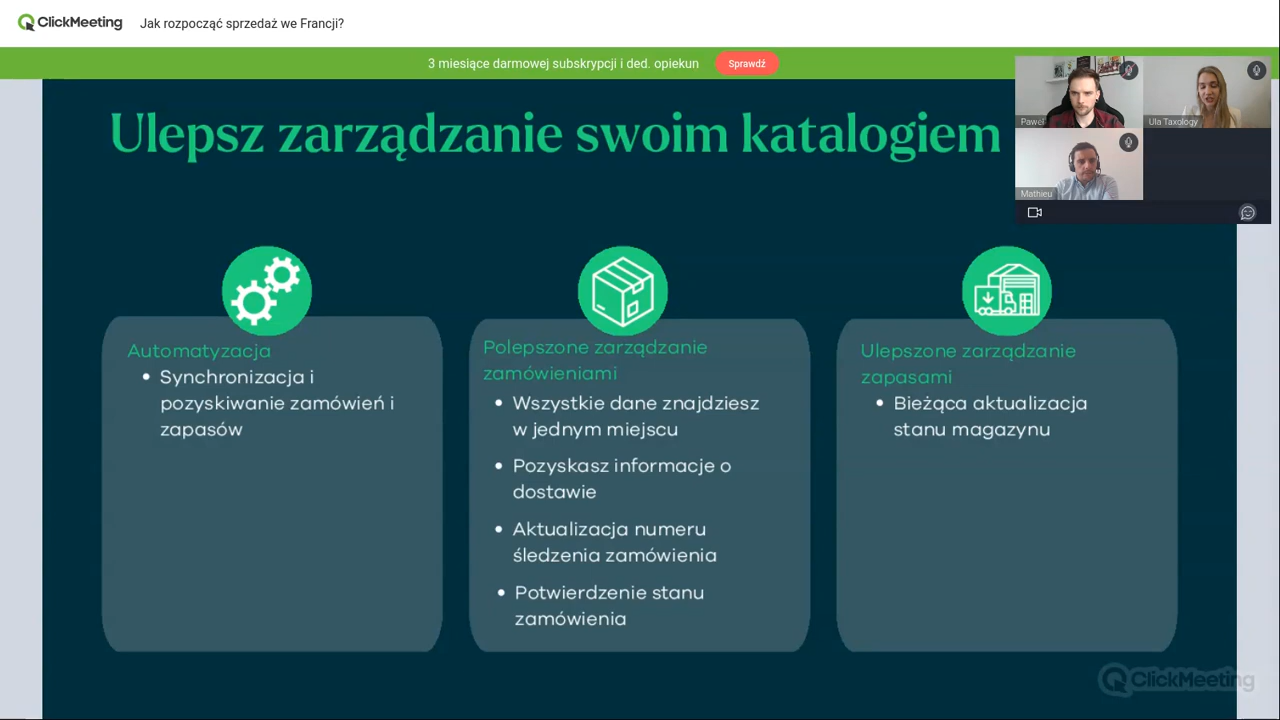 ClickMeeting Jak rozpocząć sprzedaż we Francji?
3 miesiące darmowej subskrypcji i ded. opiekun Sprawdź
Ulepsz zarządzanie swoim katalogiem
Paweł
Ula Taxology
Mathieu
Automatyzacja
• Synchronizacja i
pozyskiwanie zamówień i
zapasów
Polepszone zarządzanie
zamówieniami
• Wszystkie dane znajdziesz
w jednym miejscu
• Pozyskasz informacje o
dostawie
• Aktualizacja numeru
śledzenia zamówienia
• Potwierdzenie stanu
zamówienia
Ulepszone zarządzanie
zapasami
• Bieżąca aktualizacja
stanu magazynu
ClickMeeting